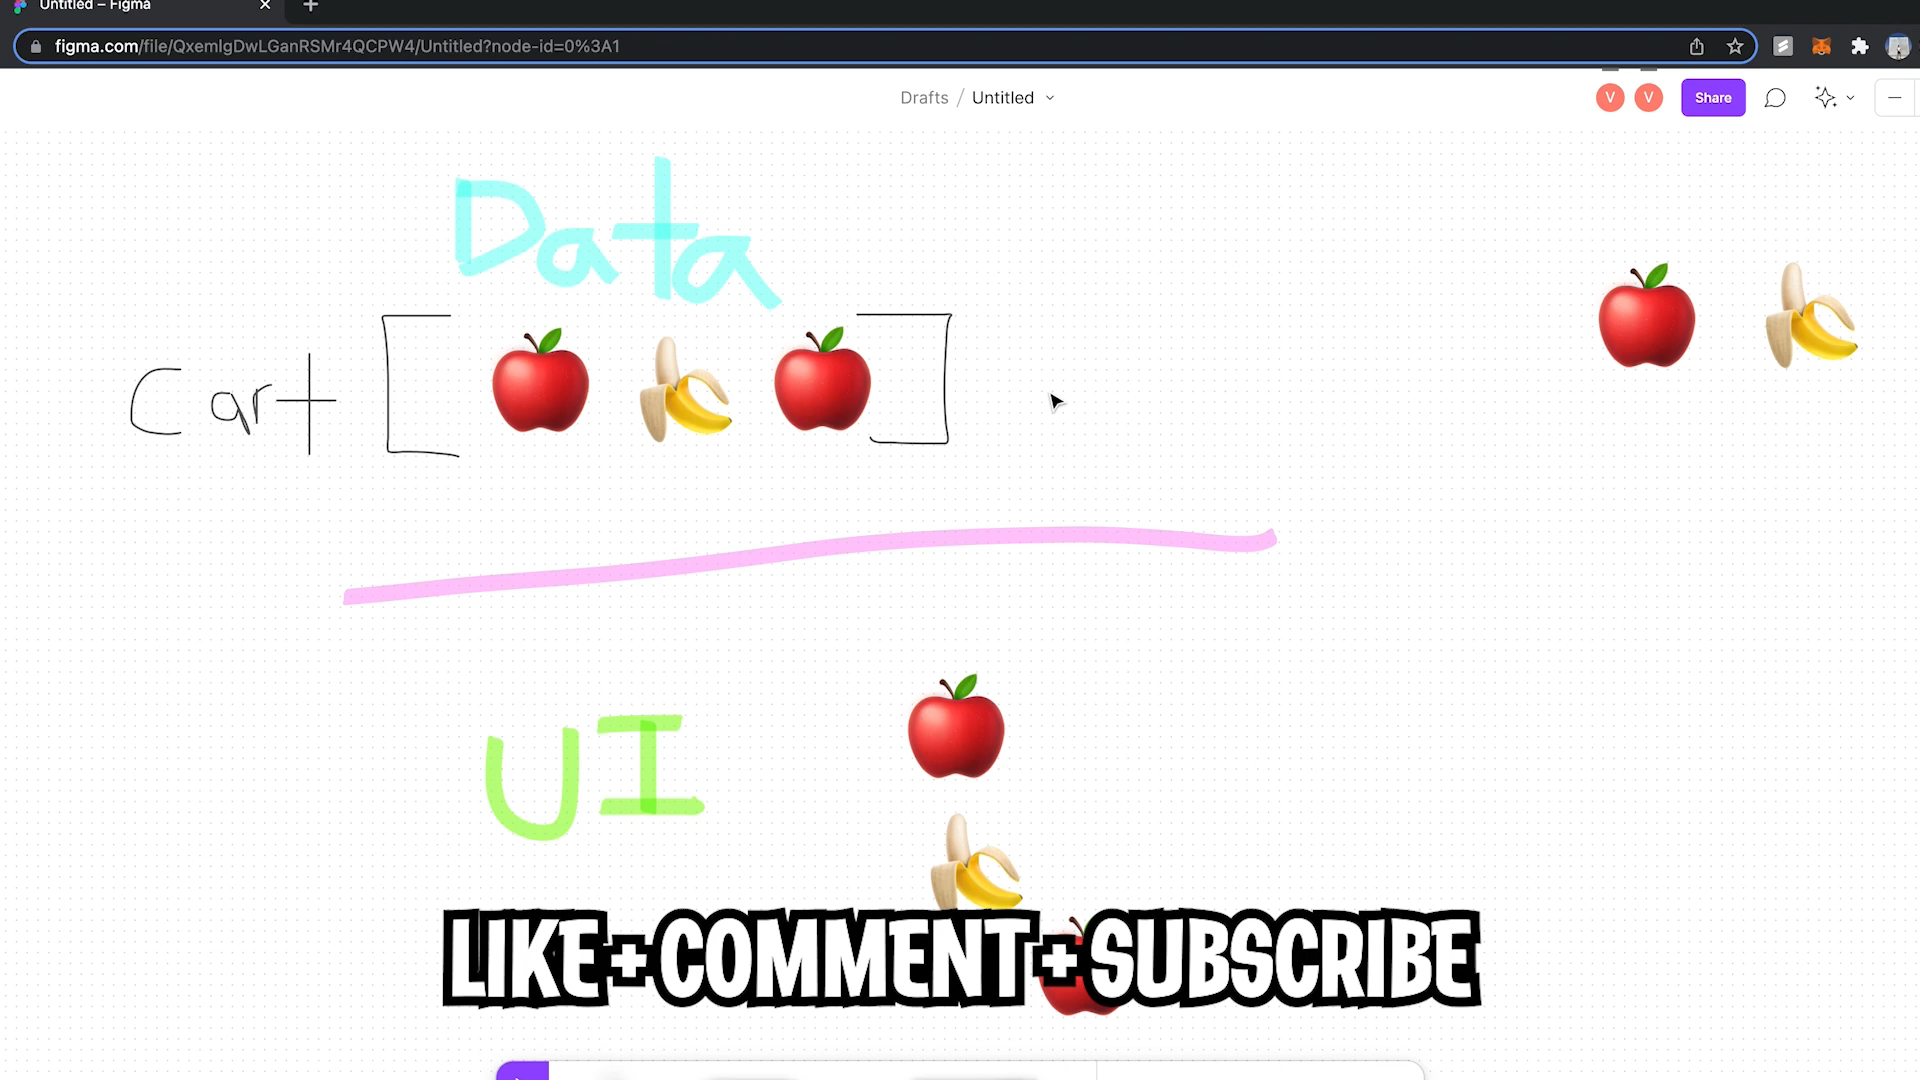 Untitled – Figma
figma.com/file/QxemIgDwLGanRSMr4QCPW4/Untitled?node-id=0%3A1
Drafts / Untitled
V V Share
Data
Cart [ ]
UI
LIKE+COMMENT+SUBSCRIBE